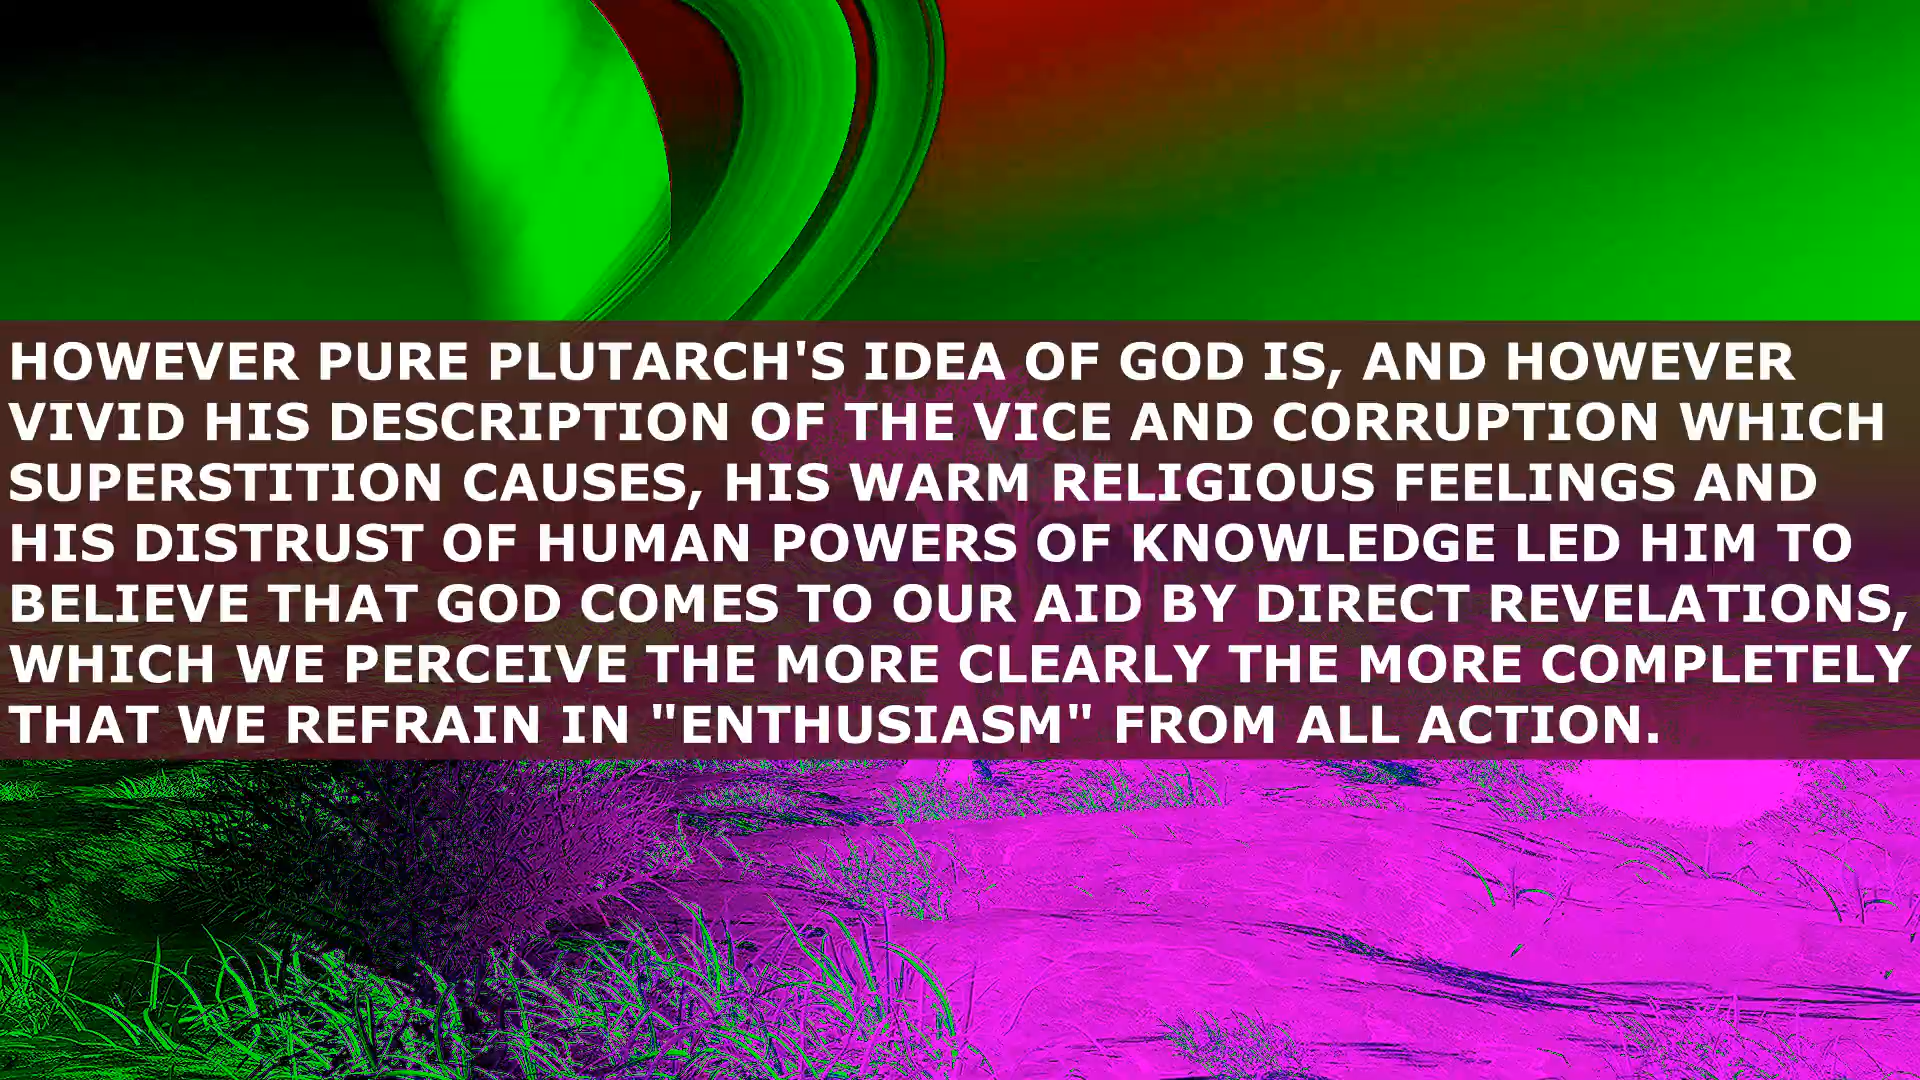 HOWEVER PURE PLUTARCH'S IDEA OF GOD IS, AND HOWEVER
VIVID HIS DESCRIPTION OF THE VICE AND CORRUPTION WHICH
SUPERSTITION CAUSES, HIS WARM RELIGIOUS FEELINGS AND
HIS DISTRUST OF HUMAN POWERS OF KNOWLEDGE LED HIM TO
BELIEVE THAT GOD COMES TO OUR AID BY DIRECT REVELATIONS,
WHICH WE PERCEIVE THE MORE CLEARLY THE MORE COMPLETELY
THAT WE REFRAIN IN "ENTHUSIASM" FROM ALL ACTION.